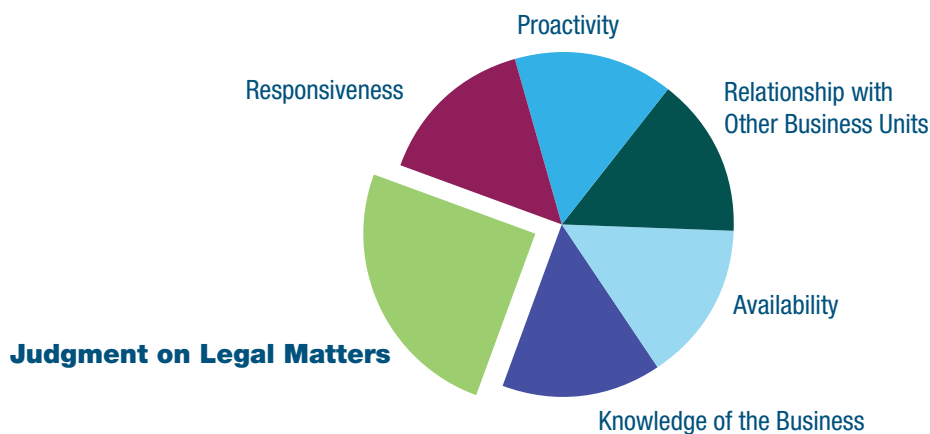 Proactivity
Responsiveness
Relationship with
Other Business Units
Availability
Judgment on Legal Matters
Knowledge of the Business